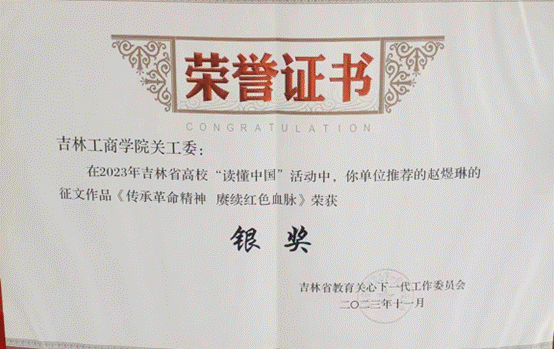 荣誉证书
CONGRATULATION
吉林工商学院关工委：
在2023年吉林省高校“读懂中国”活动中，你单位推荐的赵煜琳的
征文作品《传承革命精神 赓续红色血脉》荣获
银奖
吉林省教育关心下一代工作委员会
二〇二三年十一月